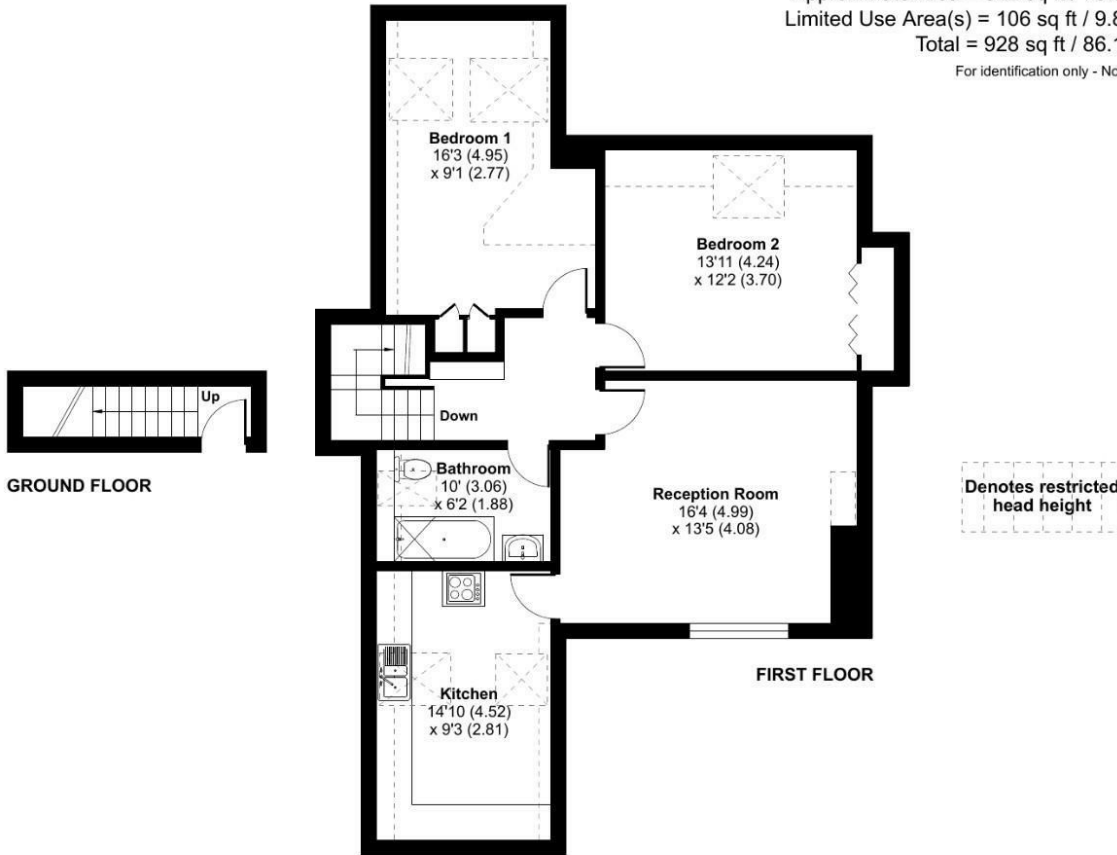 Limited Use Area(s) = 106 sq ft / 9.8
Total = 928 sq ft / 86.1
For identification only - No
Bedroom 1
16'3 (4.95)
x 9'1 (2.77)
Bedroom 2
13'11 (4.24)
x 12'2 (3.70)
Up
Down
GROUND FLOOR
Bathroom
10' (3.06)
x 6'2 (1.88)
Reception Room
16'4 (4.99)
x 13'5 (4.08)
Denotes restricted
head height
Kitchen
14'10 (4.52)
x 9'3 (2.81)
FIRST FLOOR